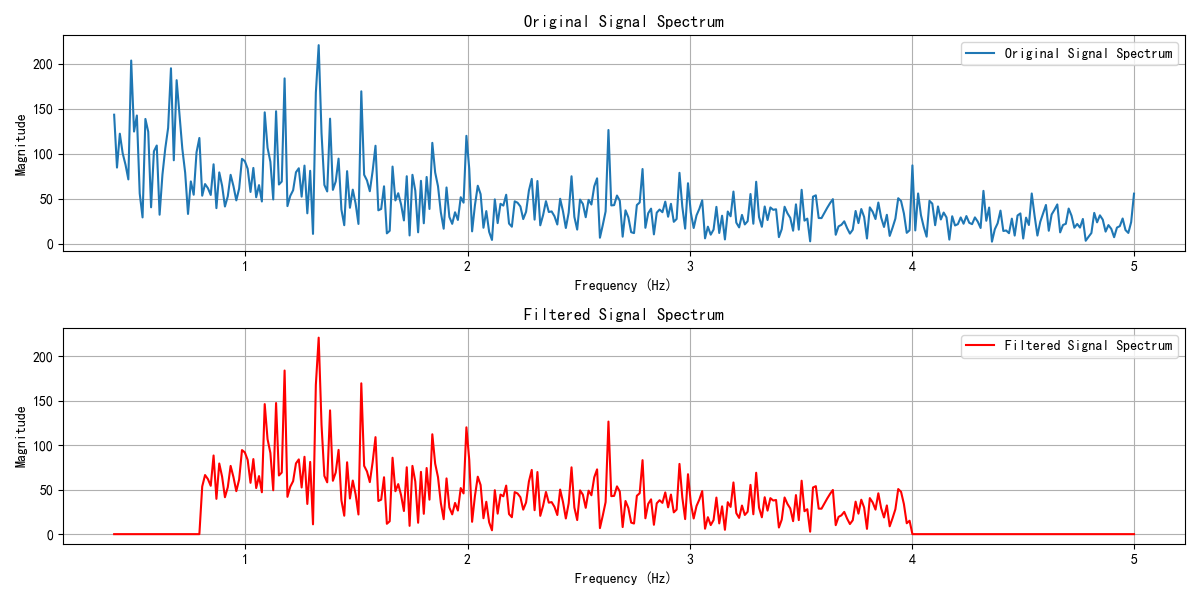 Original Signal Spectrum
Original Signal Spectrum
200
150
100
50
0
Magnitude
1 2 3 4 5
Frequency (Hz)
Filtered Signal Spectrum
Filtered Signal Spectrum
200
150
100
50
0
Magnitude
1 2 3 4 5
Frequency (Hz)